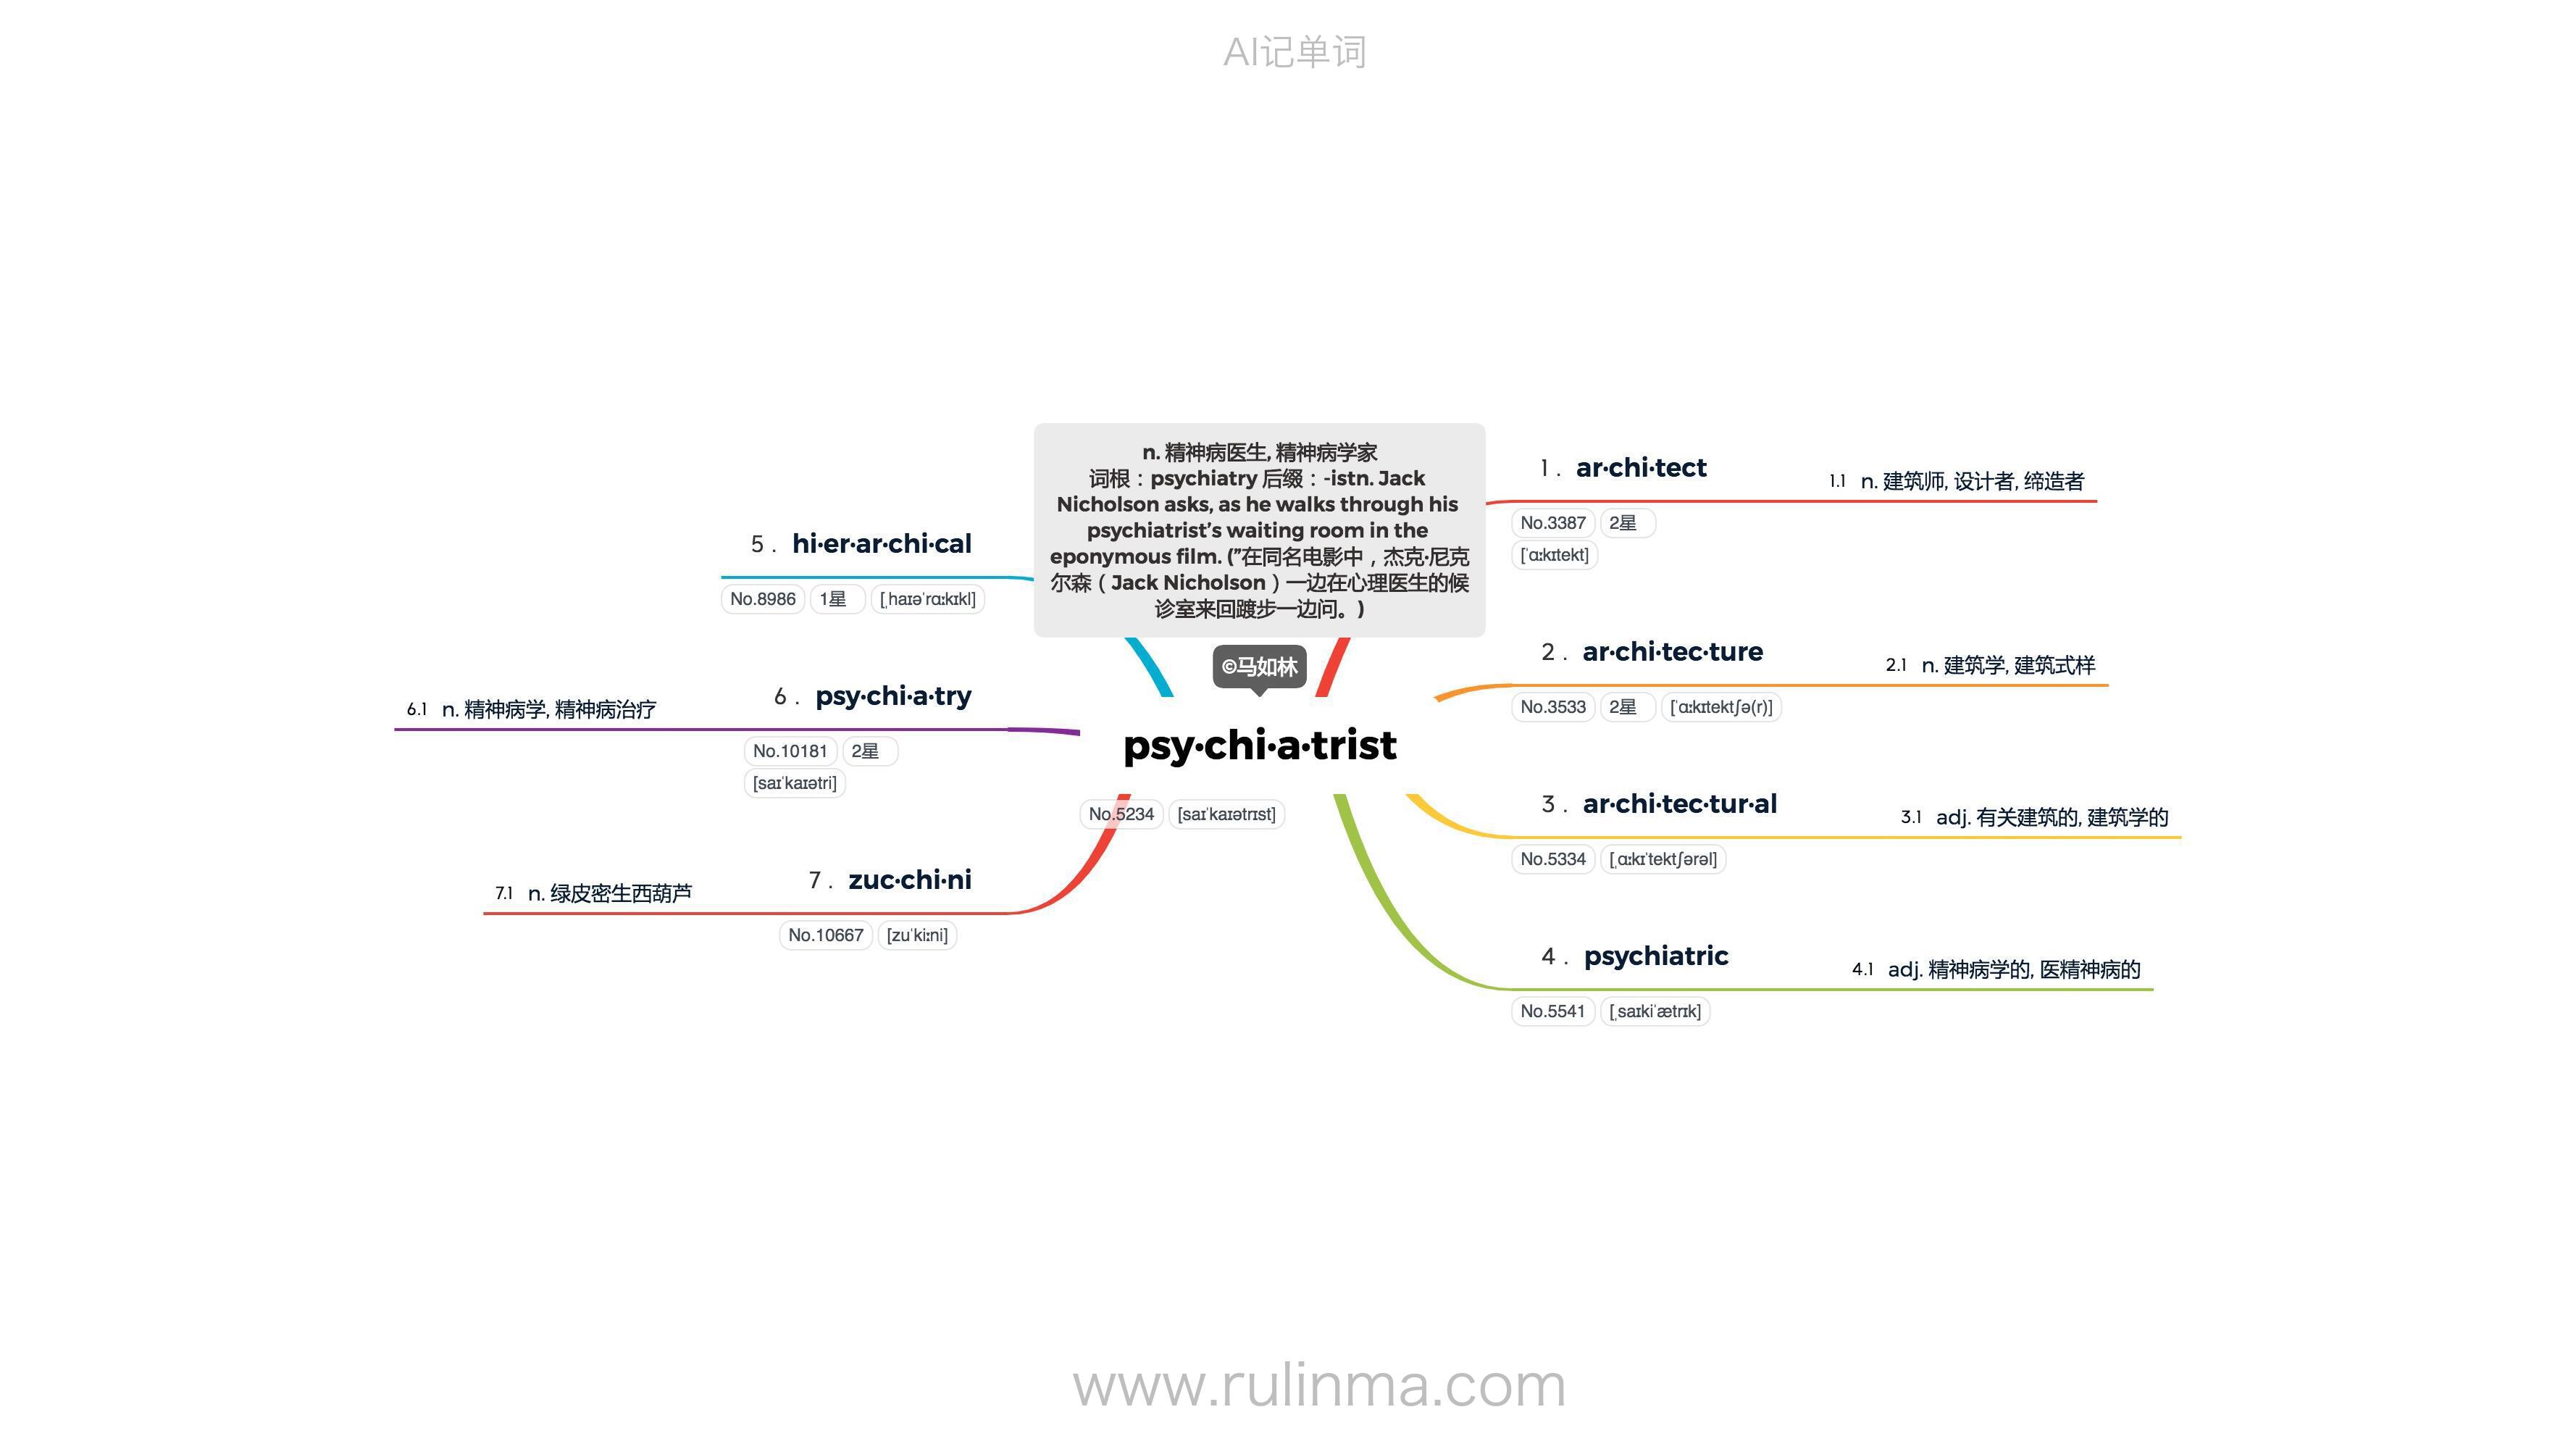 AI记单词
n. 精神病医生, 精神病学家
词根：psychiatry 后缀：-istn. Jack
Nicholson asks, as he walks through his
psychiatrist’s waiting room in the
eponymous film. (”在同名电影中，杰克·尼克
尔森（Jack Nicholson）一边在心理医生的候
诊室来回踱步一边问。)
©马如林
psy·chi·a·trist
No.5234 [saɪˈkaɪətrɪst]
1. ar·chi·tect
1.1 n. 建筑师, 设计者, 缔造者
No.3387 2星
[ˈɑːkɪtekt]
2. ar·chi·tec·ture
2.1 n. 建筑学, 建筑式样
No.3533 2星 [ˈɑːkɪtektʃə(r)]
3. ar·chi·tec·tur·al
3.1 adj. 有关建筑的, 建筑学的
No.5334 [ˌɑːkɪˈtektʃərəl]
4. psychiatric
4.1 adj. 精神病学的, 医精神病的
No.5541 [ˌsaɪkiˈætrɪk]
5. hi·er·ar·chi·cal
No.8986 1星 [ˌhaɪəˈrɑːkɪkl]
6. psy·chi·a·try
6.1 n. 精神病学, 精神病治疗
No.10181 2星
[saɪˈkaɪətri]
7. zuc·chi·ni
7.1 n. 绿皮密生西葫芦
No.10667 [zuˈkiːni]
www.rulinma.com